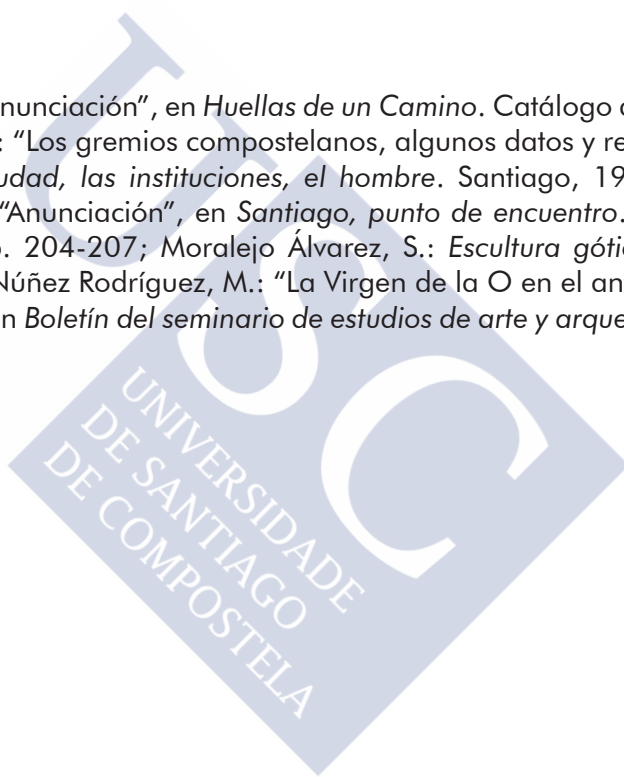 nunciación”, en Huellas de un Camino. Catálogo
: “Los gremios compostelanos, algunos datos y re
udad, las instituciones, el hombre. Santiago, 19
“Anunciación”, en Santiago, punto de encuentro.
. 204-207; Moralejo Álvarez, S.: Escultura góti
Núñez Rodríguez, M.: “La Virgen de la O en el an
n Boletín del seminario de estudios de arte y arque
USC
UNIVERSIDADE
DE SANTIAGO
DE COMPOSTELA